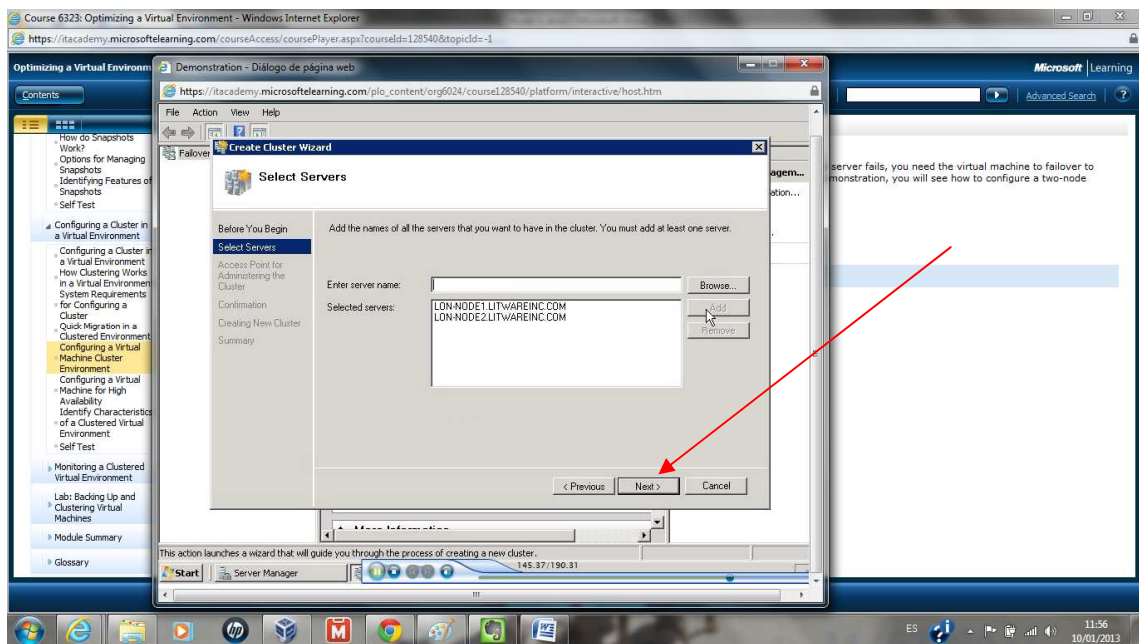 Course 6323: Optimizing a Virtual Environment - Windows Internet Explorer
https://itacademy.microsoftelearning.com/courseAccess/coursePlayer.aspx?courseId=128540&topicId=-1
Optimizing a Virtual Environm
Microsoft | Learning
Contents
Advanced Search
?
How do Snapshots
Work?
Options for Managing
Snapshots
Identifying Features of
Snapshots
Self Test
Configuring a Cluster in
a Virtual Environment
Configuring a Cluster in
a Virtual Environment
How Clustering Works
in a Virtual Environmen
System Requirements
for Configuring a
Cluster
Quick Migration in a
Clustered Environment
Configuring a Virtual
Machine Cluster
Environment
Configuring a Virtual
Machine for High
Availability
Identify Characteristics
of a Clustered Virtual
Environment
Self Test
Monitoring a Clustered
Virtual Environment
Lab: Backing Up and
Clustering Virtual
Machines
Module Summary
Glossary
Demonstration - Diálogo de página web
https://itacademy.microsoftelearning.com/plo_content/org6024/course128540/platform/interactive/host.htm
File Action View Help
Failover
Create Cluster Wizard
Select Servers
Before You Begin
Select Servers
Access Point for
Administering the
Cluster
Confirmation
Creating New Cluster
Summary
Add the names of all the servers that you want to have in the cluster. You must add at least one server.
Enter server name:
Browse...
Selected servers:
LON-NODE1.LITWAREINC.COM
LON-NODE2.LITWAREINC.COM
Add
Remove
< Previous
Next >
Cancel
agem...
ation...
server fails, you need the virtual machine to failover to
monstration, you will see how to configure a two-node
More Information
This action launches a wizard that will guide you through the process of creating a new cluster.
Start
Server Manager
145.37/190.31
ES
11:56
10/01/2013